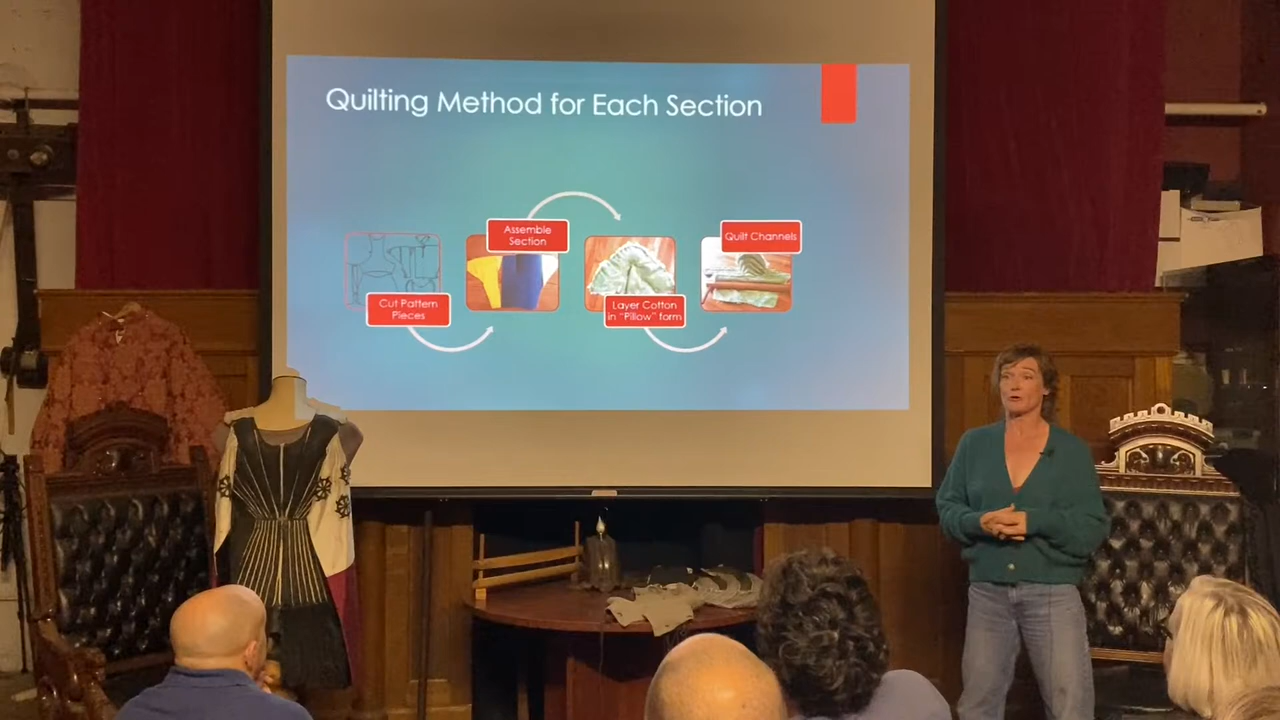 Quilting Method for Each Section
Cut Pattern
Pieces
Assemble
Section
Layer Cotton
in "Pillow" form
Quilt Channels